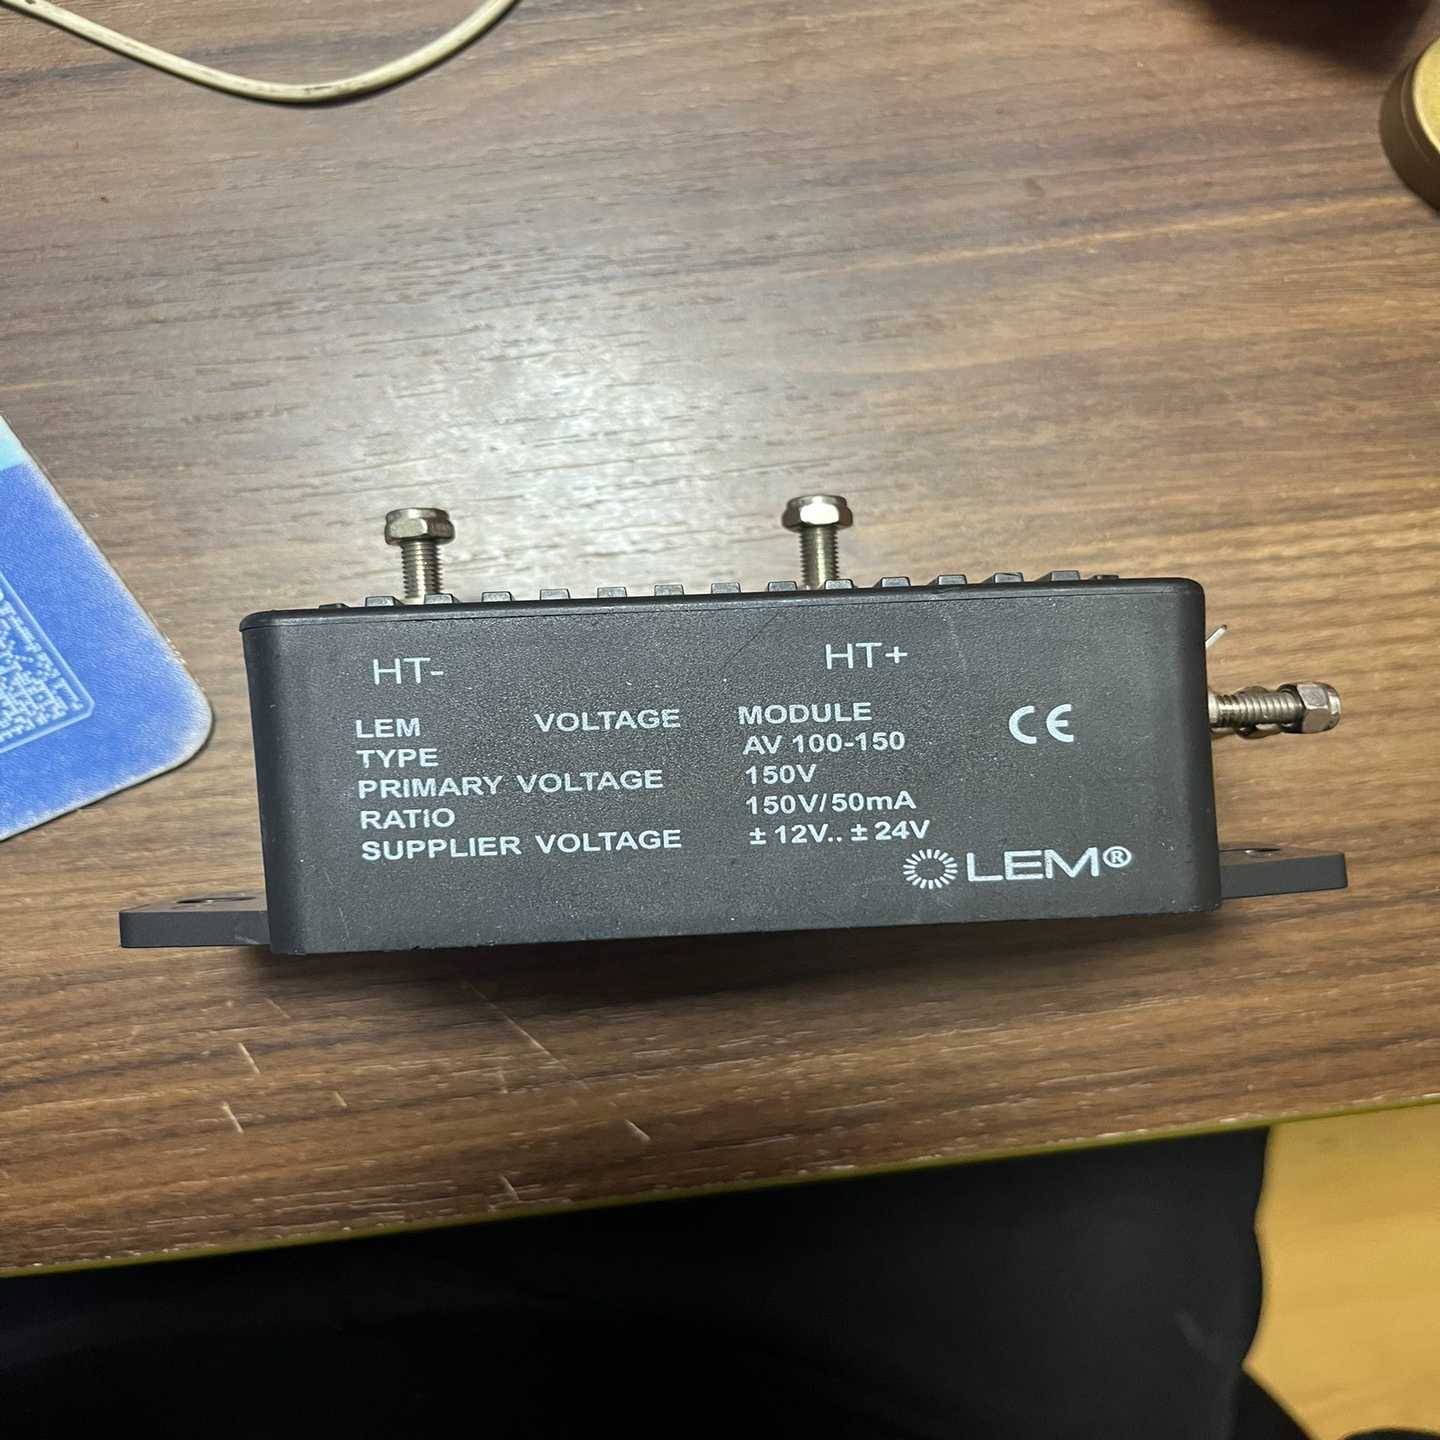 HT- HT+
LEM VOLTAGE MODULE
TYPE AV 100-150
PRIMARY VOLTAGE 150V
RATIO 150V/50mA
SUPPLIER VOLTAGE ± 12V.. ± 24V
CE
LEM®